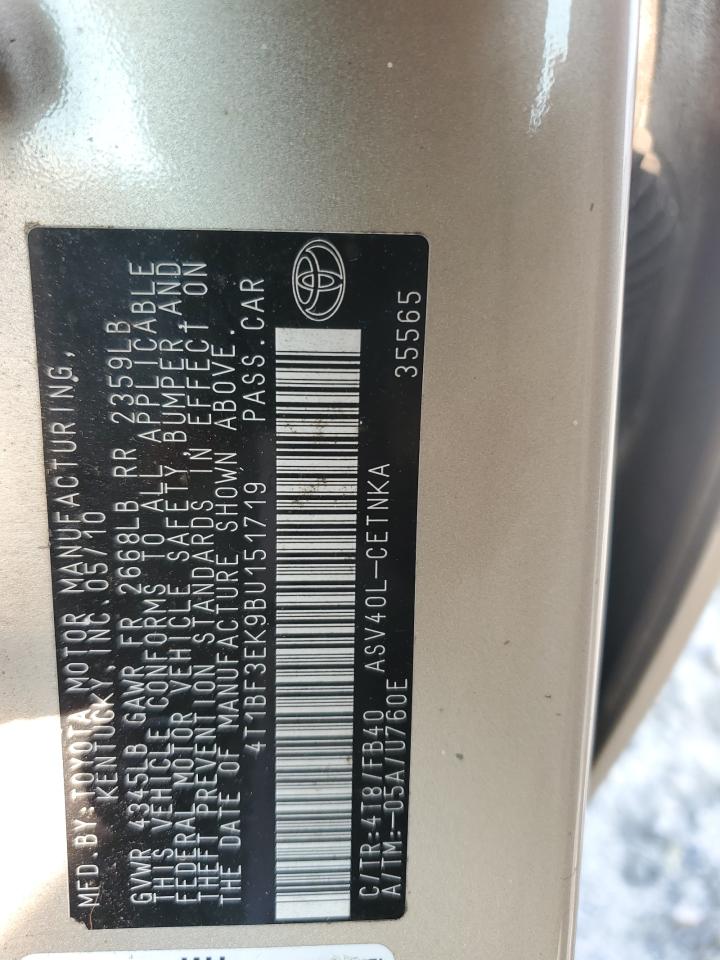 MFD.BY:TOYOTA MOTOR MANUFACTURING,
KENTUCKY, INC. 05/10
GVWR 4345LB GAWR FR 2668LB RR 2359LB
THIS VEHICLE CONFORMS TO ALL APPLICABLE
FEDERAL MOTOR VEHICLE SAFETY,BUMPER,AND
THEFT PREVENTION STANDARDS IN EFFECT ON
THE DATE OF MANUFACTURE SHOWN ABOVE.
4T1BF3EK9BU151719 PASS.CAR
C/TR:4T8/FB40 ASV40L-CETNKA
A/TM:-05A/U760E 35565